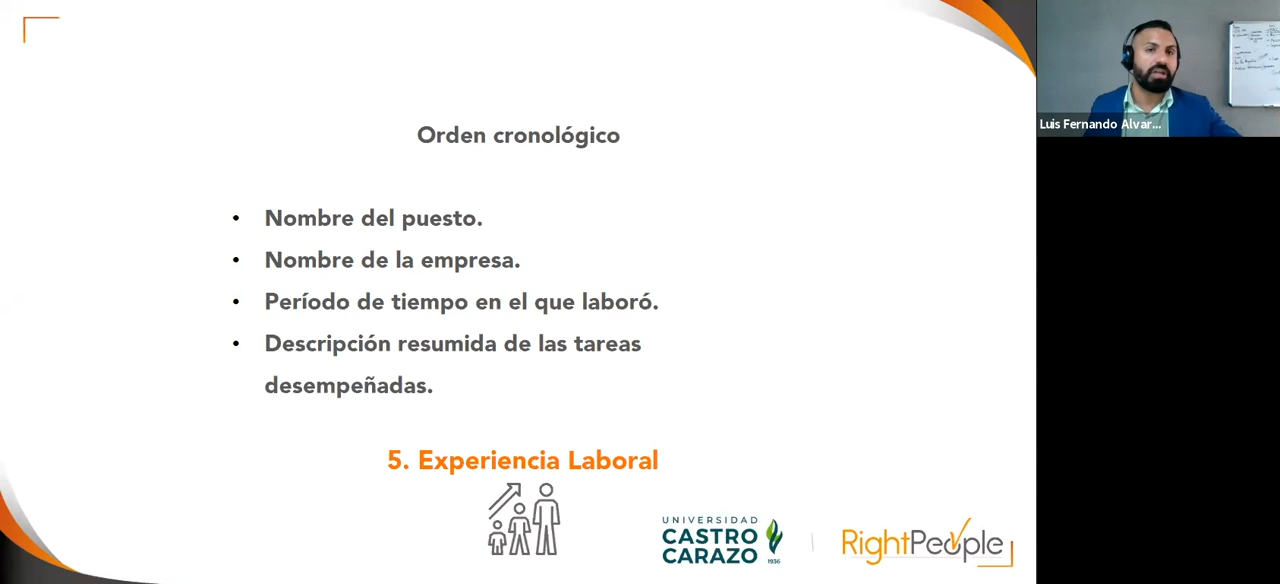 Orden cronológico
• Nombre del puesto.
• Nombre de la empresa.
• Período de tiempo en el que laboró.
• Descripción resumida de las tareas
desempeñadas.
5. Experiencia Laboral
UNIVERSIDAD
CASTRO
CARAZO
1936
RightPeople
Luis Fernando Alvar...